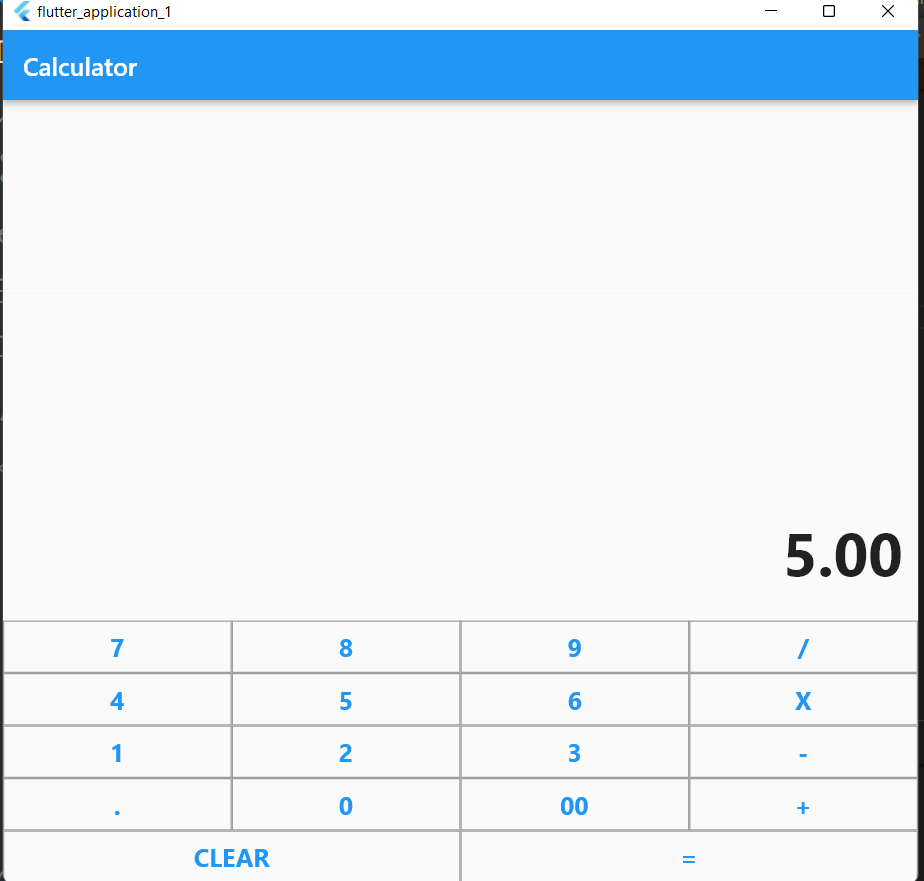 flutter_application_1
Calculator
5.00
7 8 9 /
4 5 6 X
1 2 3 -
. 0 00 +
CLEAR =